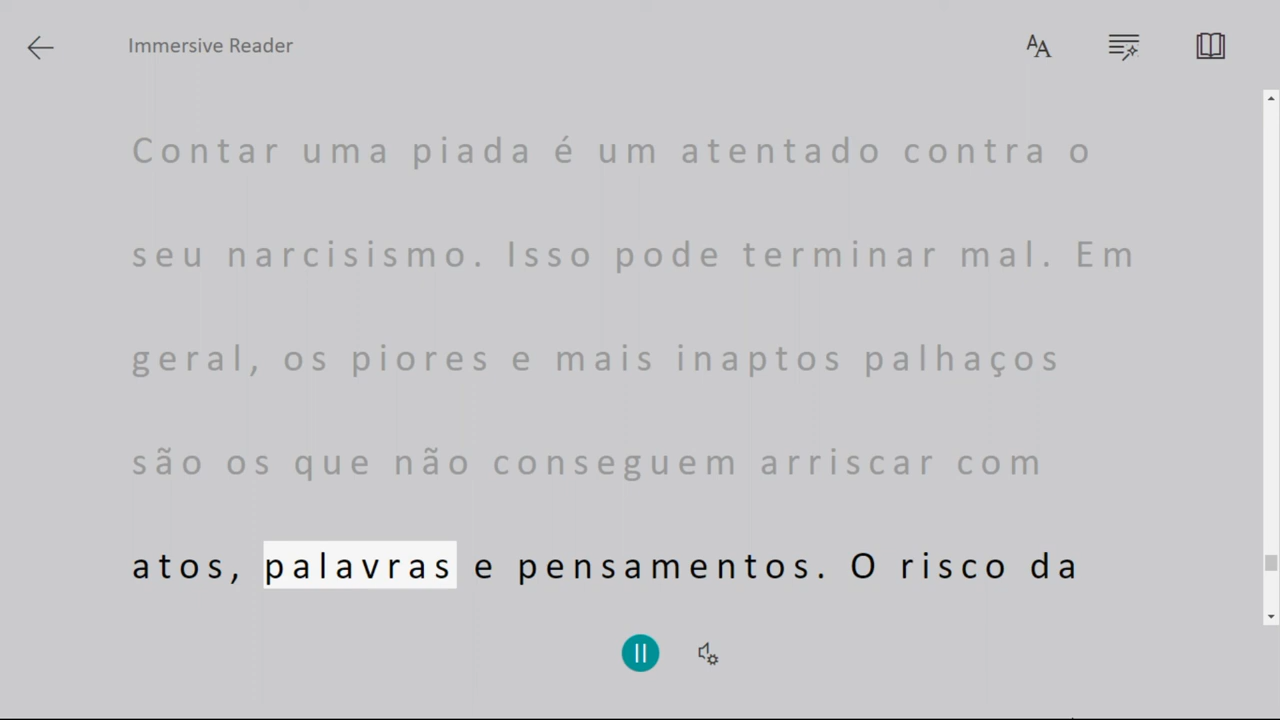 Immersive Reader
Contar uma piada é um atentado contra o
seu narcisismo. Isso pode terminar mal. Em
geral, os piores e mais inaptos palhaços
são os que não conseguem arriscar com
atos, palavras e pensamentos. O risco da